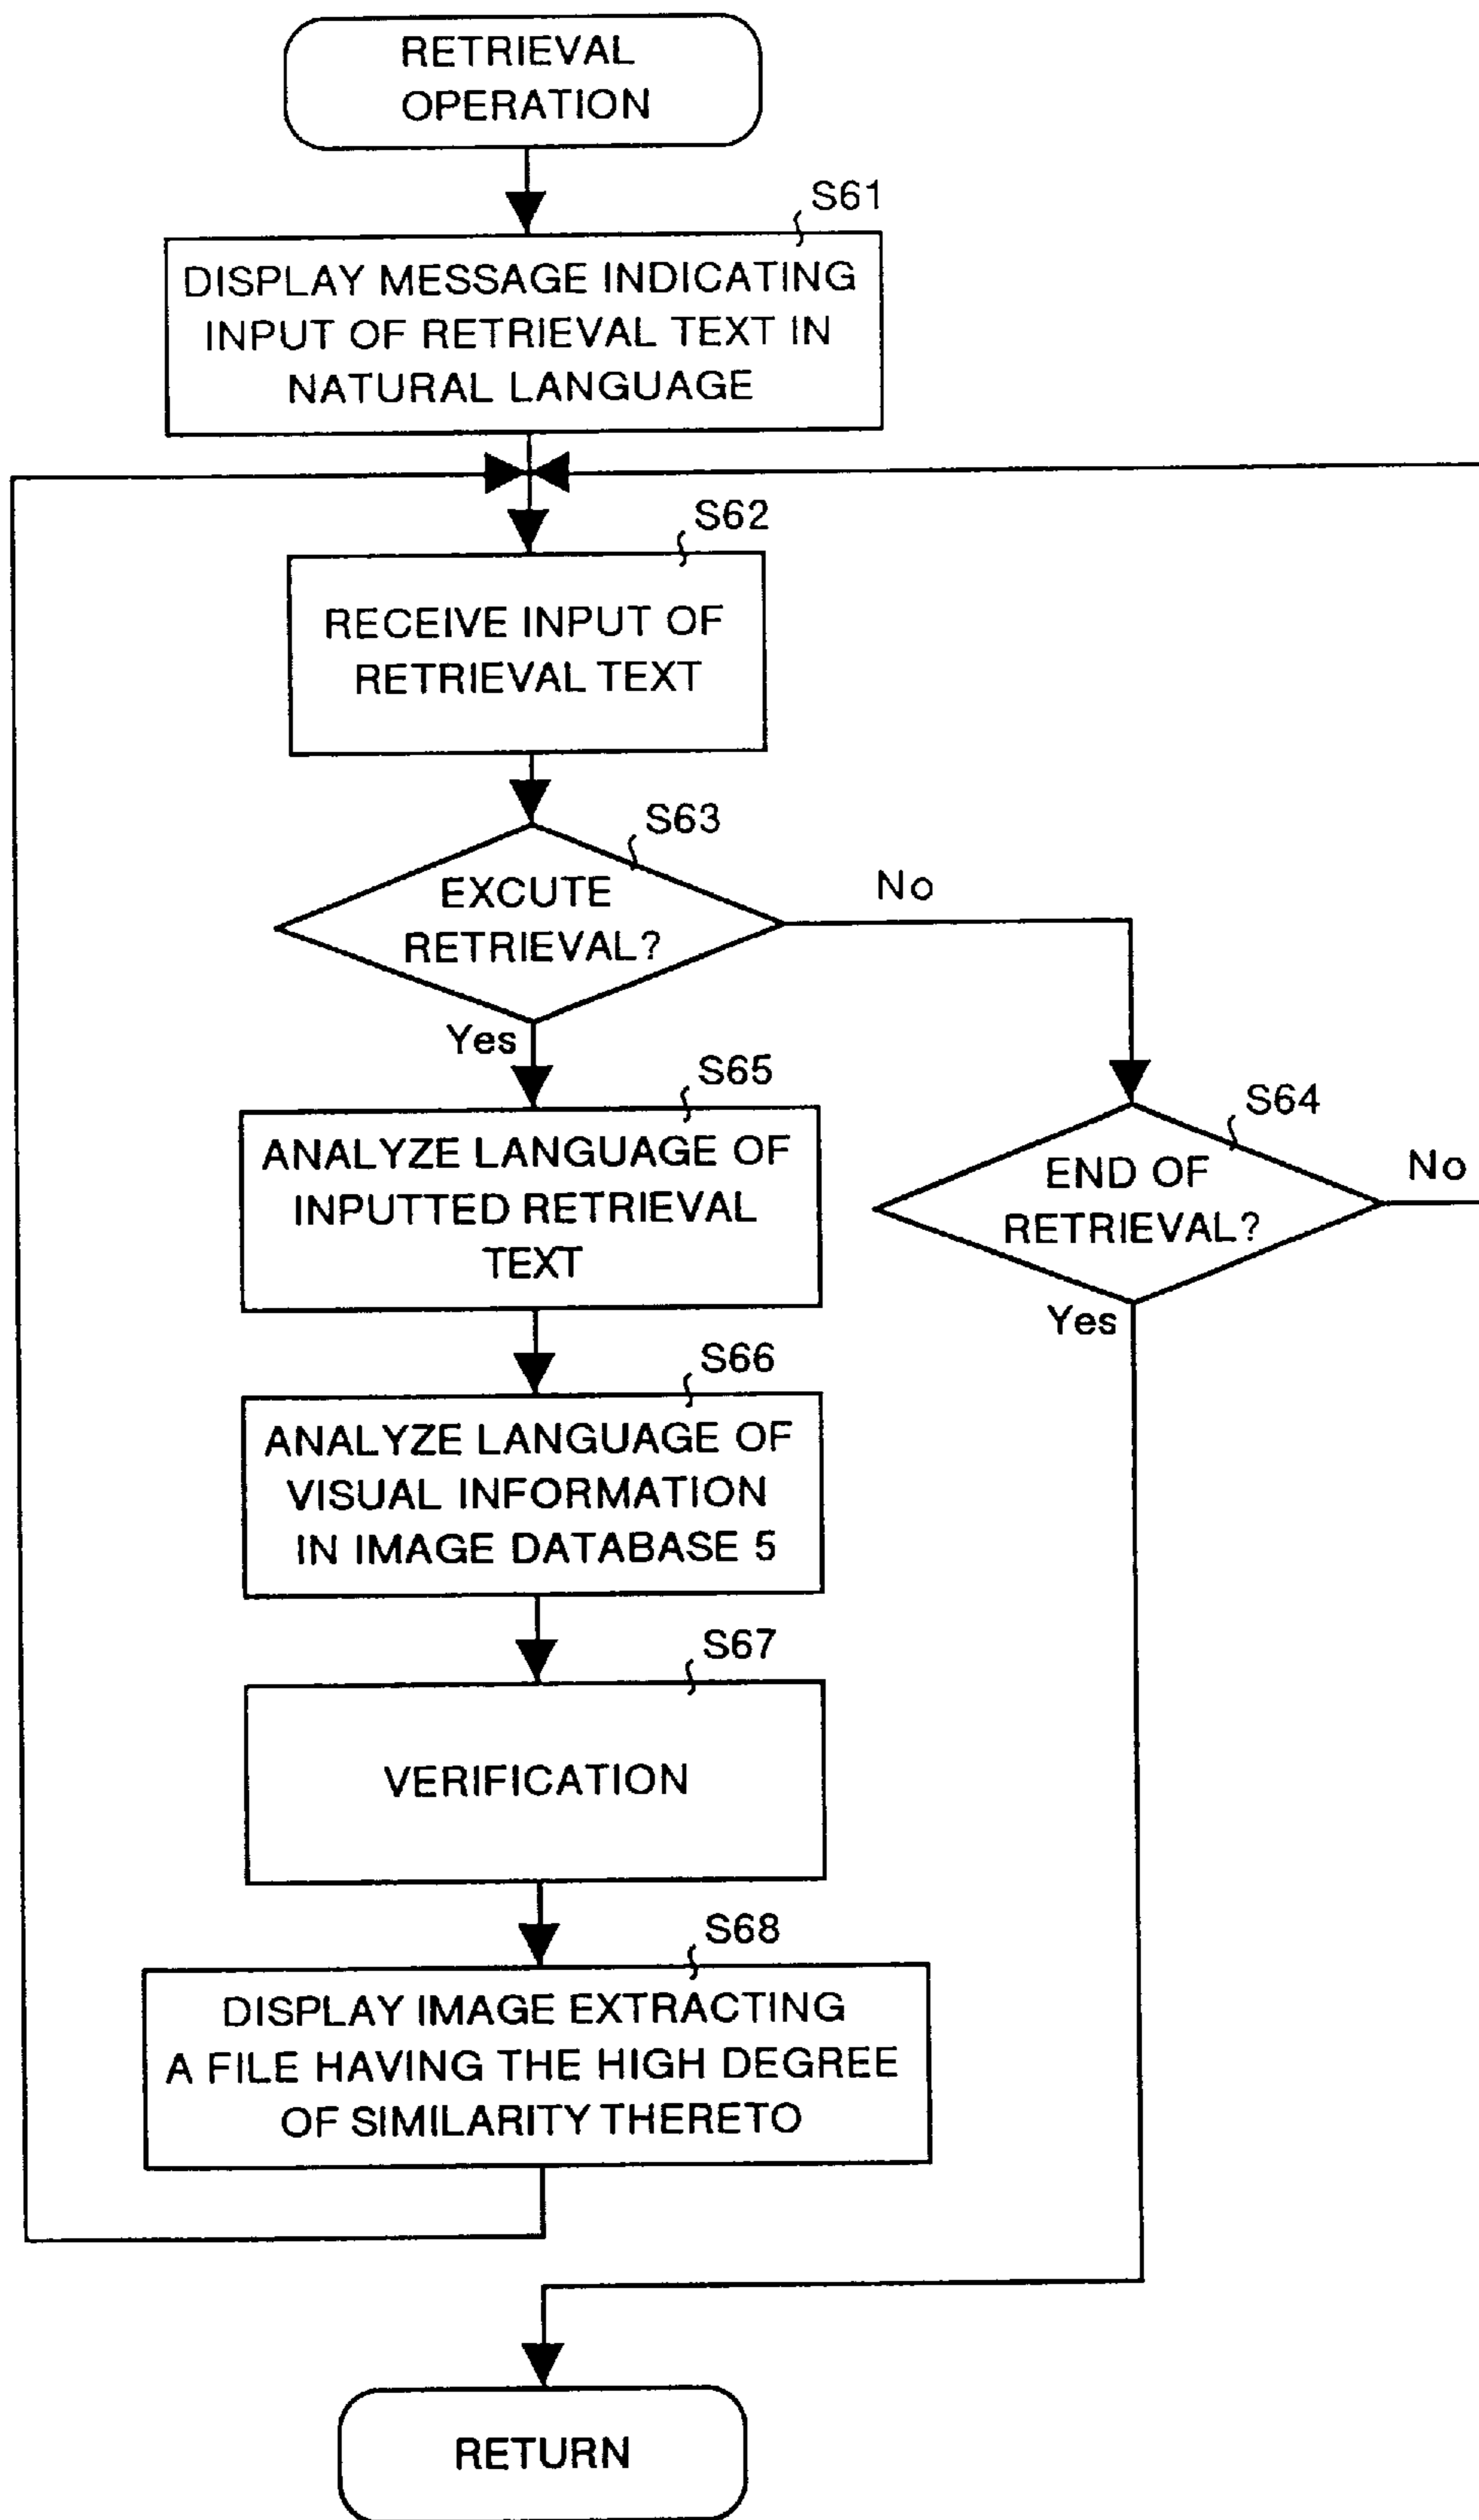 RETRIEVAL
OPERATION
S61
DISPLAY MESSAGE INDICATING
INPUT OF RETRIEVAL TEXT IN
NATURAL LANGUAGE
S62
RECEIVE INPUT OF
RETRIEVAL TEXT
S63
EXCUTE
RETRIEVAL?
No
Yes
S65
ANALYZE LANGUAGE OF
INPUTTED RETRIEVAL
TEXT
S64
END OF
RETRIEVAL?
No
Yes
S66
ANALYZE LANGUAGE OF
VISUAL INFORMATION
IN IMAGE DATABASE 5
S67
VERIFICATION
S68
DISPLAY IMAGE EXTRACTING
A FILE HAVING THE HIGH DEGREE
OF SIMILARITY THERETO
RETURN